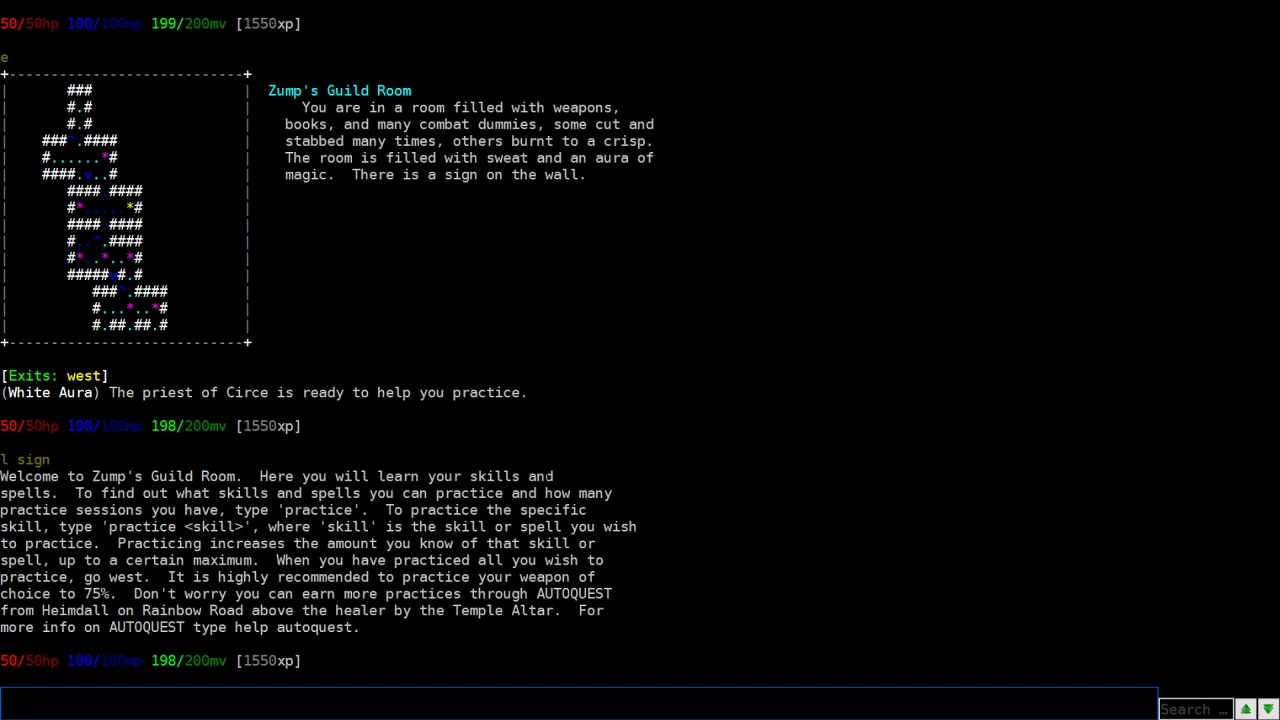 50/50hp 100/100mp 199/200mv [1550xp]
e
+----------------------------+
| ### | Zump's Guild Room
| #.# | You are in a room filled with weapons,
| #.# | books, and many combat dummies, some cut and
| ###^.#### | stabbed many times, others burnt to a crisp.
| #......*# | The room is filled with sweat and an aura of
| ####.v..# | magic.  There is a sign on the wall.
| ####.#### |
| #*.....*# |
| ####.#### |
| #..^.#### |
| #*..*..*# |
| #####v#.# |
| ###^.#### |
| #...*..*# |
| #.##.##.# |
+----------------------------+
[Exits: west]
(White Aura) The priest of Circe is ready to help you practice.
50/50hp 100/100mp 198/200mv [1550xp]
l sign
Welcome to Zump's Guild Room.  Here you will learn your skills and
spells.  To find out what skills and spells you can practice and how many
practice sessions you have, type 'practice'.  To practice the specific
skill, type 'practice <skill>', where 'skill' is the skill or spell you wish
to practice.  Practicing increases the amount you know of that skill or
spell, up to a certain maximum.  When you have practiced all you wish to
practice, go west.  It is highly recommended to practice your weapon of
choice to 75%.  Don't worry you can earn more practices through AUTOQUEST
from Heimdall on Rainbow Road above the healer by the Temple Altar.  For
more info on AUTOQUEST type help autoquest.
50/50hp 100/100mp 198/200mv [1550xp]
Search ...